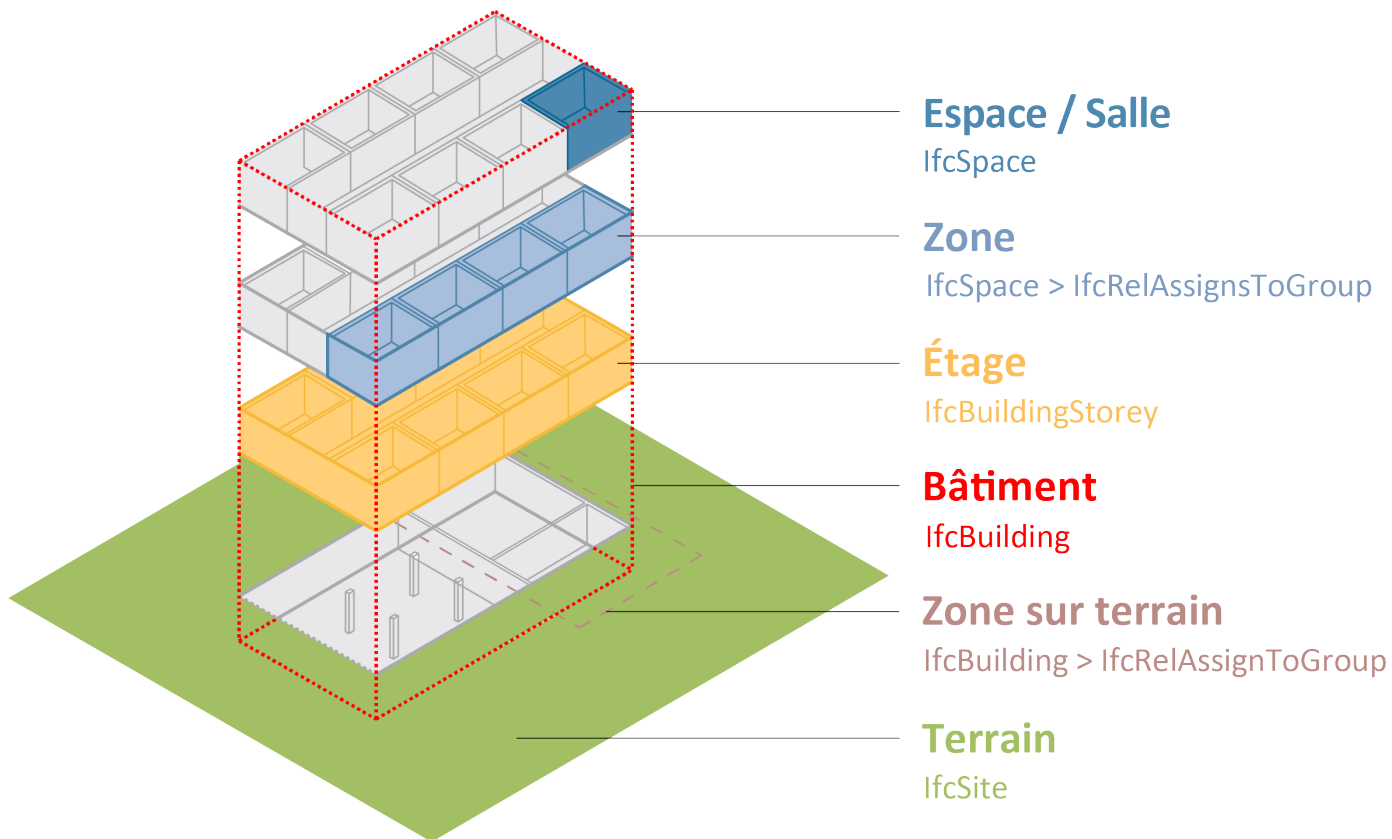 Espace / Salle
IfcSpace
Zone
IfcSpace > IfcRelAssignsToGroup
Étage
IfcBuildingStorey
Bâtiment
IfcBuilding
Zone sur terrain
IfcBuilding > IfcRelAssignToGroup
Terrain
IfcSite